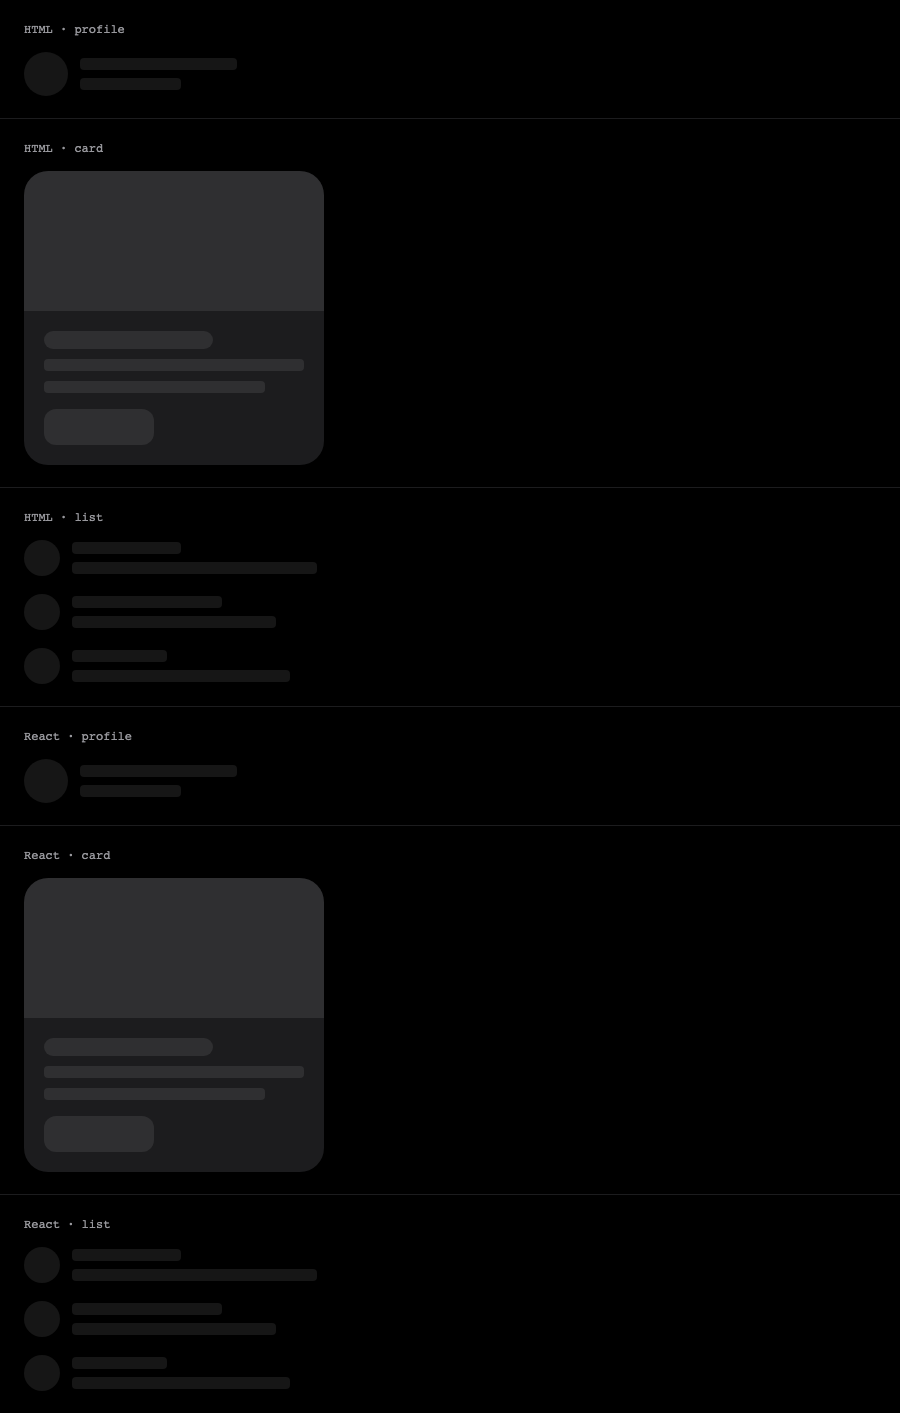 HTML · profile
HTML · card
HTML · list
React · profile
React · card
React · list